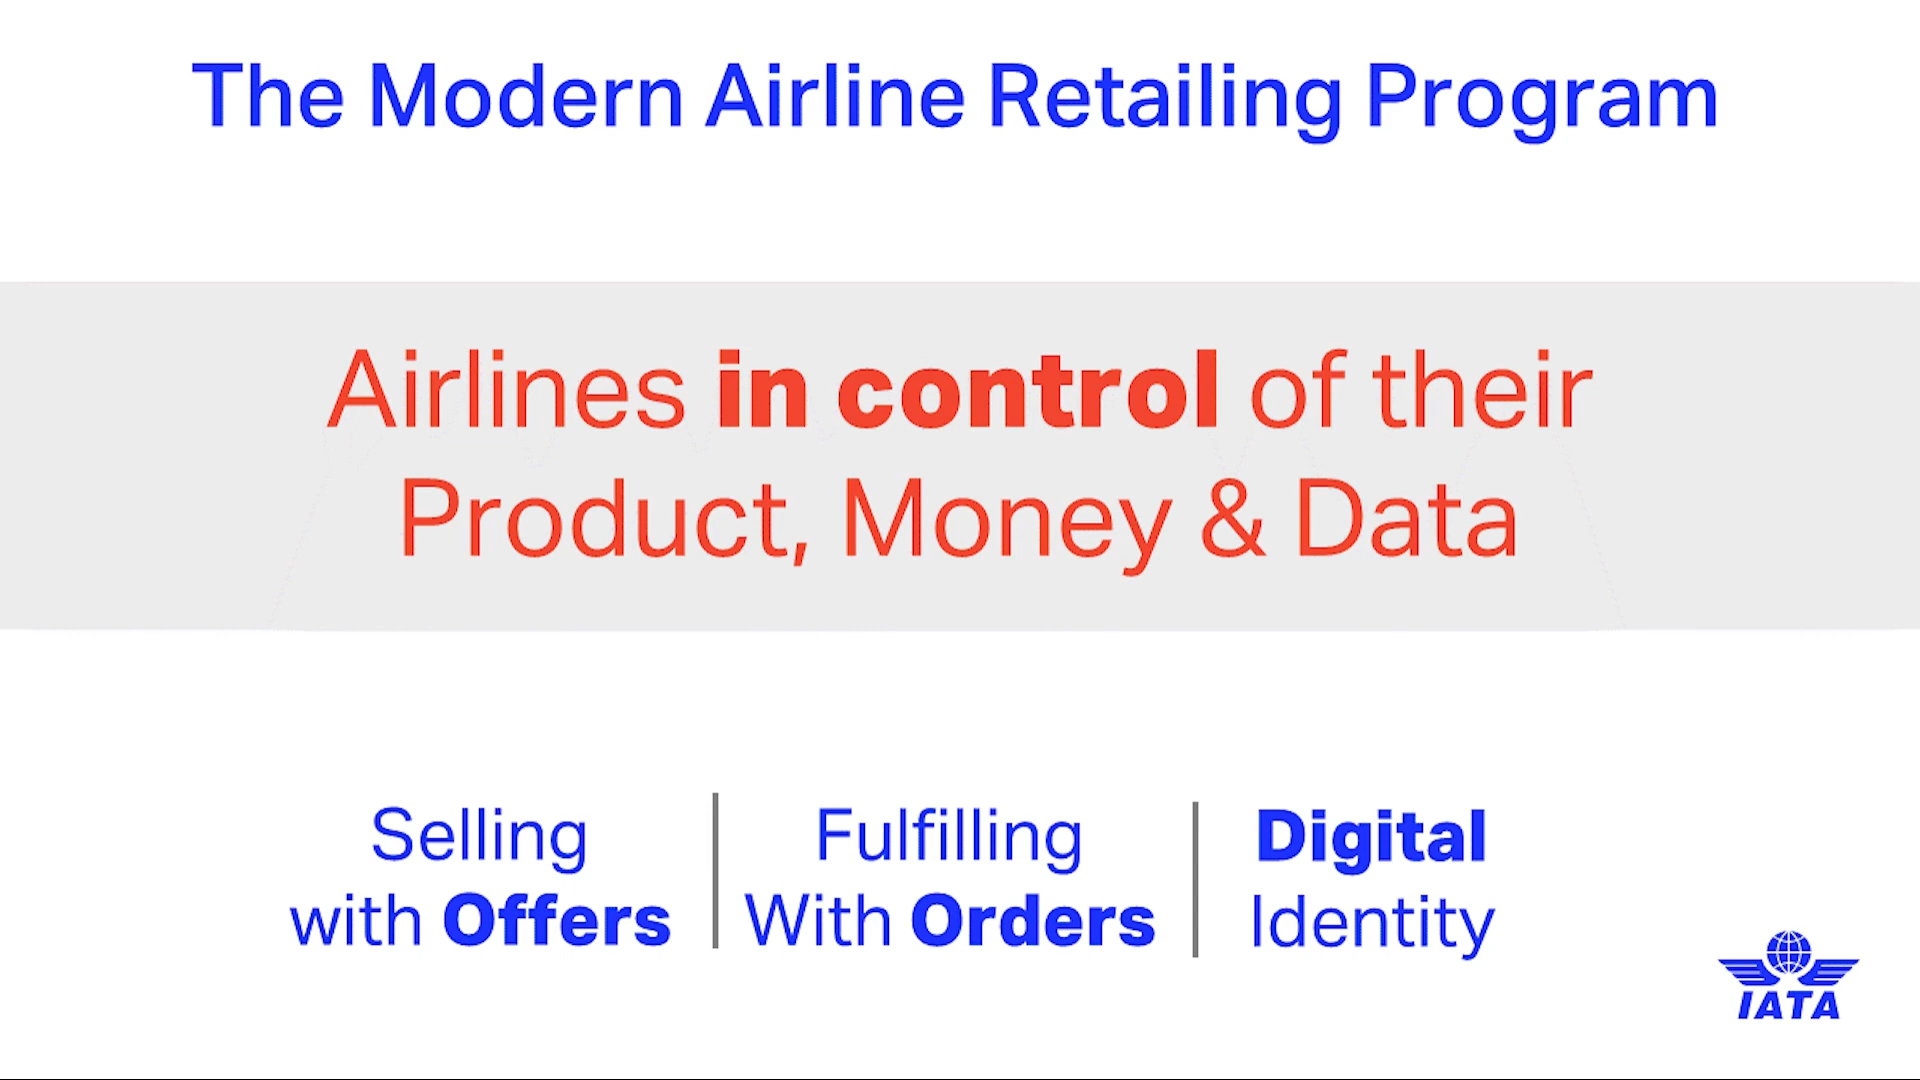 The Modern Airline Retailing Program
Airlines in control of their
Product, Money & Data
Selling
with Offers
Fulfilling
With Orders
Digital
Identity
IATA